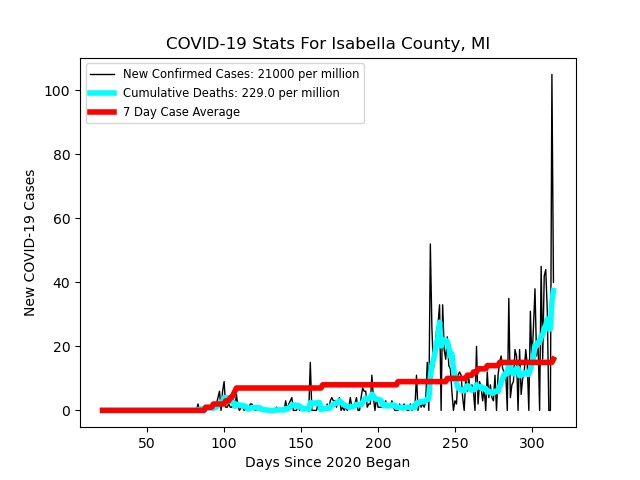 COVID-19 Stats For Isabella County, MI
New Confirmed Cases: 21000 per million
Cumulative Deaths: 229.0 per million
7 Day Case Average
New COVID-19 Cases
100
80
60
40
20
0
50 100 150 200 250 300
Days Since 2020 Began